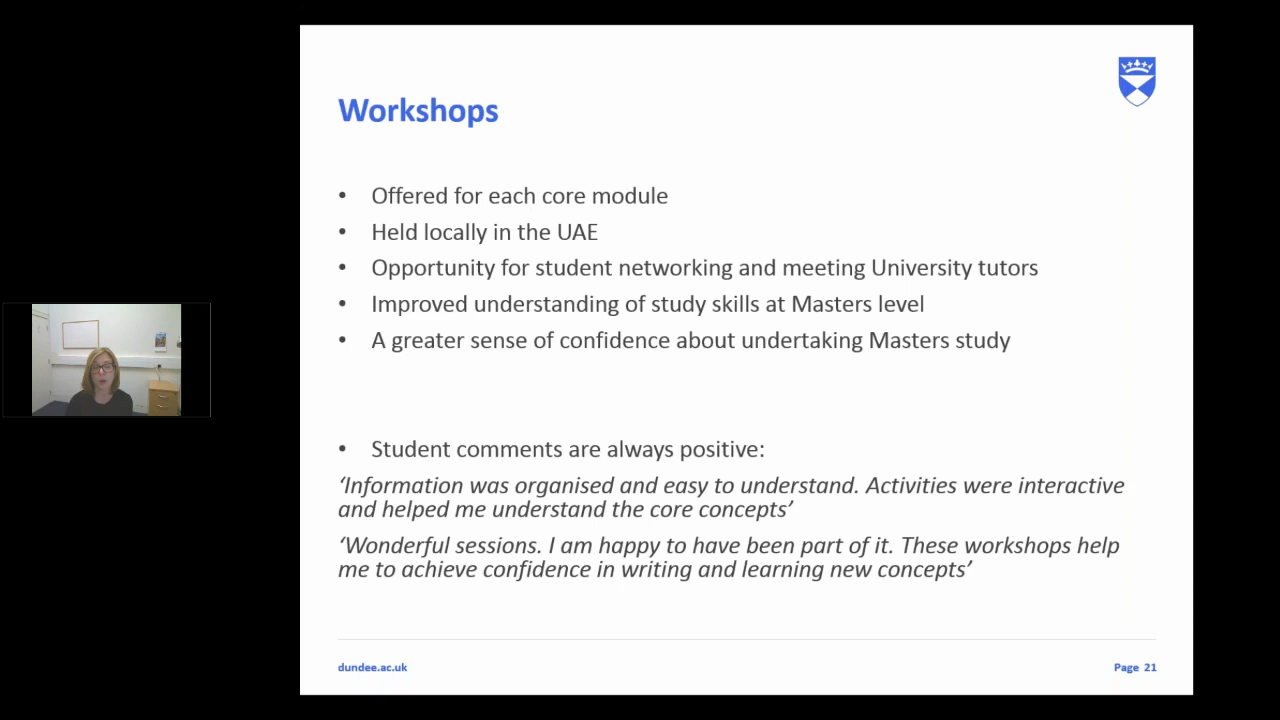 Workshops
• Offered for each core module
• Held locally in the UAE
• Opportunity for student networking and meeting University tutors
• Improved understanding of study skills at Masters level
• A greater sense of confidence about undertaking Masters study
• Student comments are always positive:
‘Information was organised and easy to understand. Activities were interactive
and helped me understand the core concepts’
‘Wonderful sessions. I am happy to have been part of it. These workshops help
me to achieve confidence in writing and learning new concepts’
dundee.ac.uk
Page 21